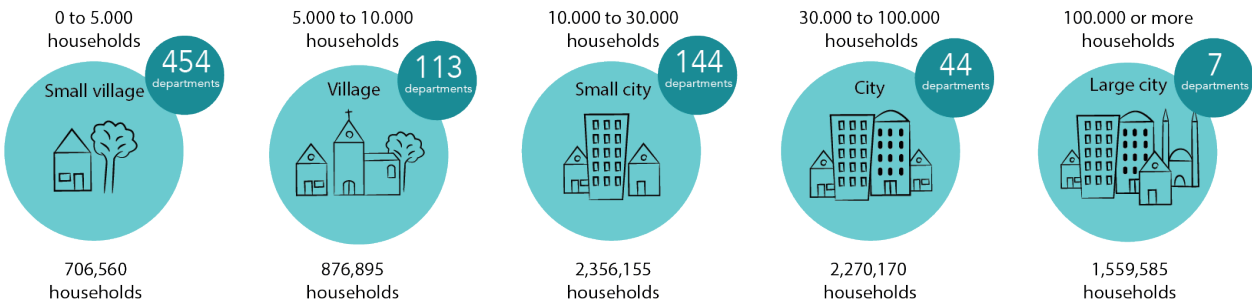 0 to 5.000
households
454
departments
Small village
706,560
households
5.000 to 10.000
households
113
departments
Village
876,895
households
10.000 to 30.000
households
144
departments
Small city
2,356,155
households
30.000 to 100.000
households
44
departments
City
2,270,170
households
100.000 or more
households
7
departments
Large city
1,559,585
households